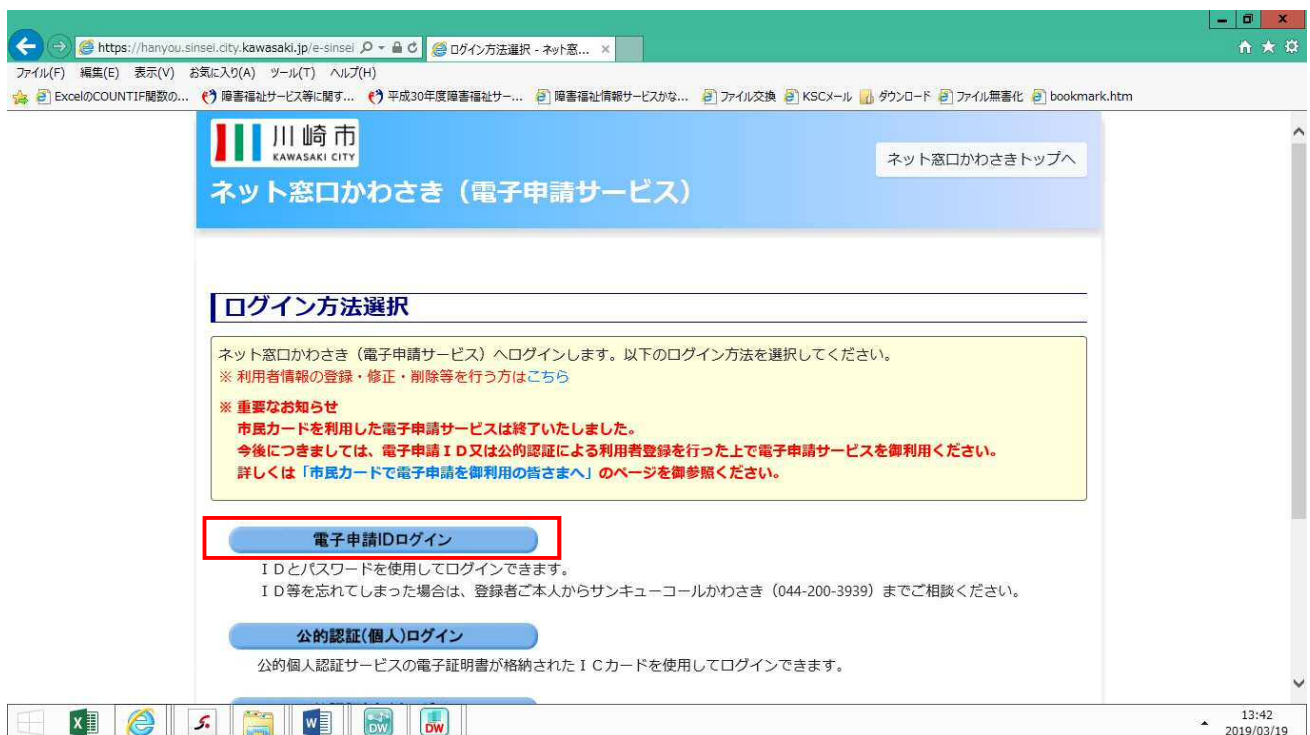 https://hanyou.sinsei.city.kawasaki.jp/e-sinsei
ログイン方法選択 - ネット窓...
ファイル(F) 編集(E) 表示(V) お気に入り(A) ツール(T) ヘルプ(H)
ExcelのCOUNTIF関数の... 障害福祉サービス等に関す... 平成30年度障害福祉サー... 障害福祉情報サービスかな... ファイル交換 KSCメール ダウンロード ファイル無害化 bookmark.htm
川崎市
KAWASAKI CITY
ネット窓口かわさきトップへ
ネット窓口かわさき（電子申請サービス）
ログイン方法選択
ネット窓口かわさき（電子申請サービス）へログインします。以下のログイン方法を選択してください。
※ 利用者情報の登録・修正・削除等を行う方はこちら
※ 重要なお知らせ
市民カードを利用した電子申請サービスは終了いたしました。
今後につきましては、電子申請ＩＤ又は公的認証による利用者登録を行った上で電子申請サービスを御利用ください。
詳しくは「市民カードで電子申請を御利用の皆さまへ」のページを御参照ください。
電子申請IDログイン
ＩＤとパスワードを使用してログインできます。
ＩＤ等を忘れてしまった場合は、登録者ご本人からサンキューコールかわさき（044-200-3939）までご相談ください。
公的認証(個人)ログイン
公的個人認証サービスの電子証明書が格納されたＩＣカードを使用してログインできます。
13:42
2019/03/19